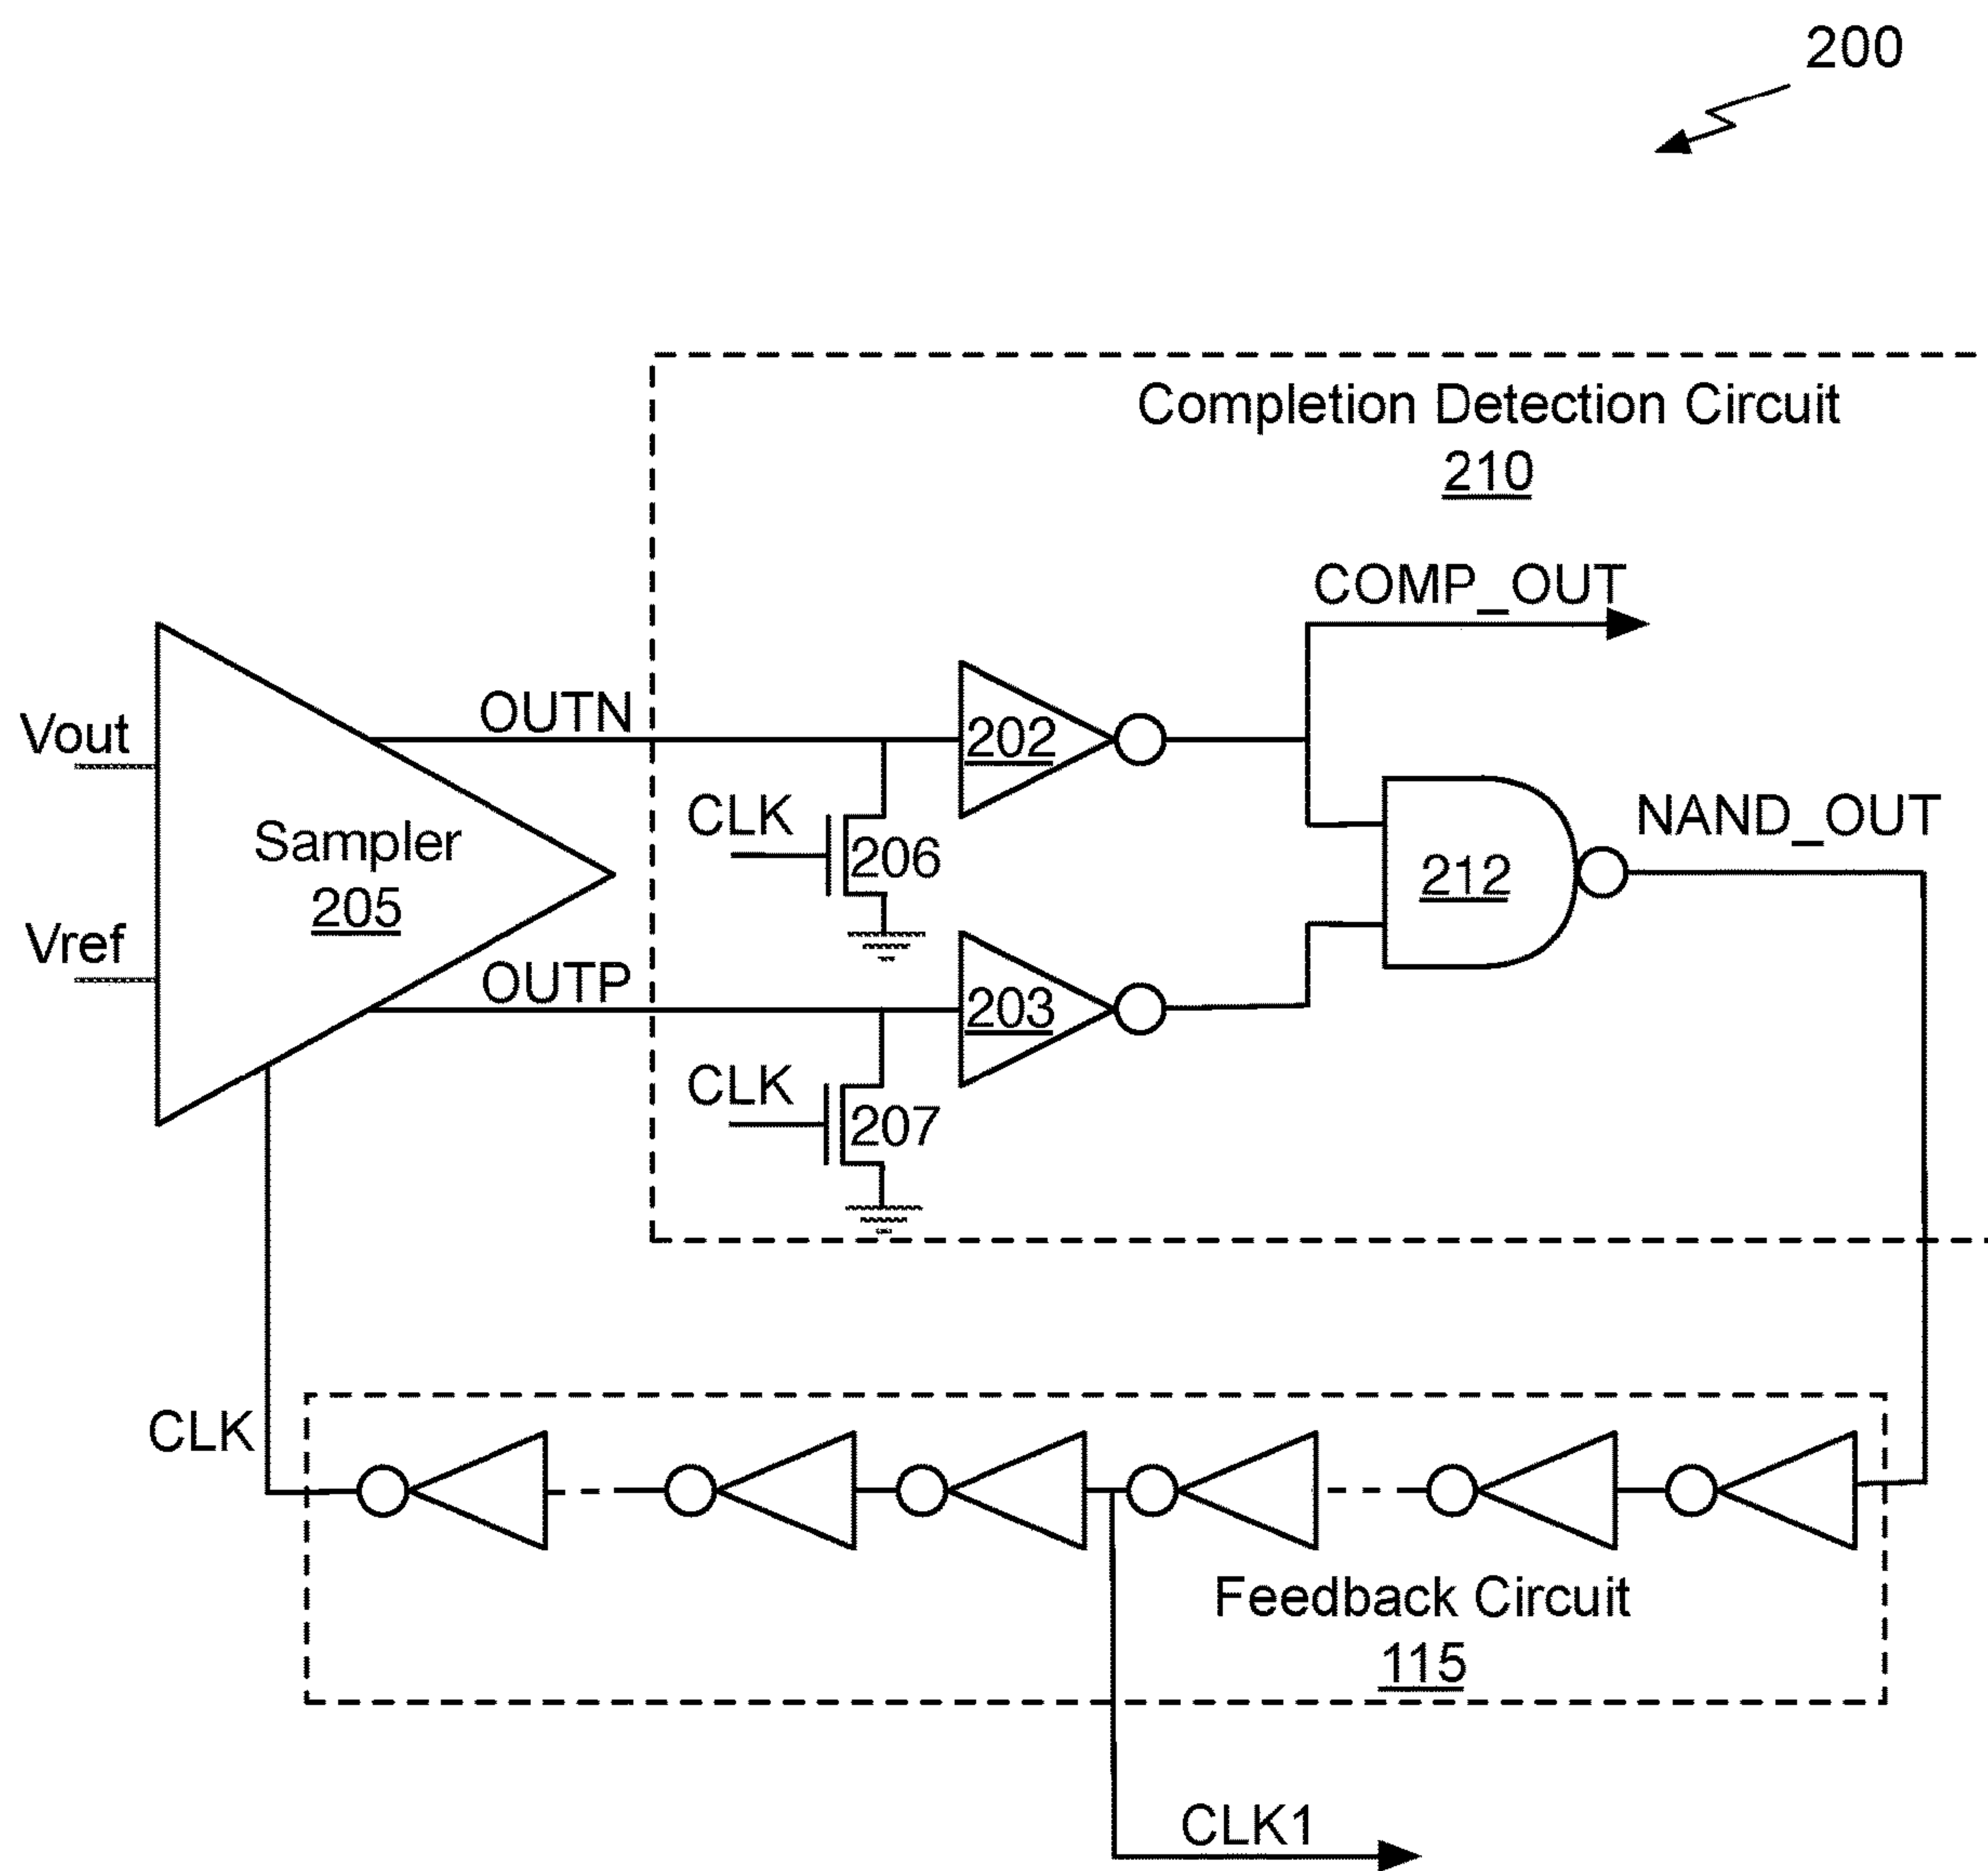 200
Completion Detection Circuit
210
COMP_OUT
OUTN
202
Vout
CLK
206
NAND_OUT
Sampler
205
212
Vref
OUTP
203
CLK
207
CLK
Feedback Circuit
115
CLK1